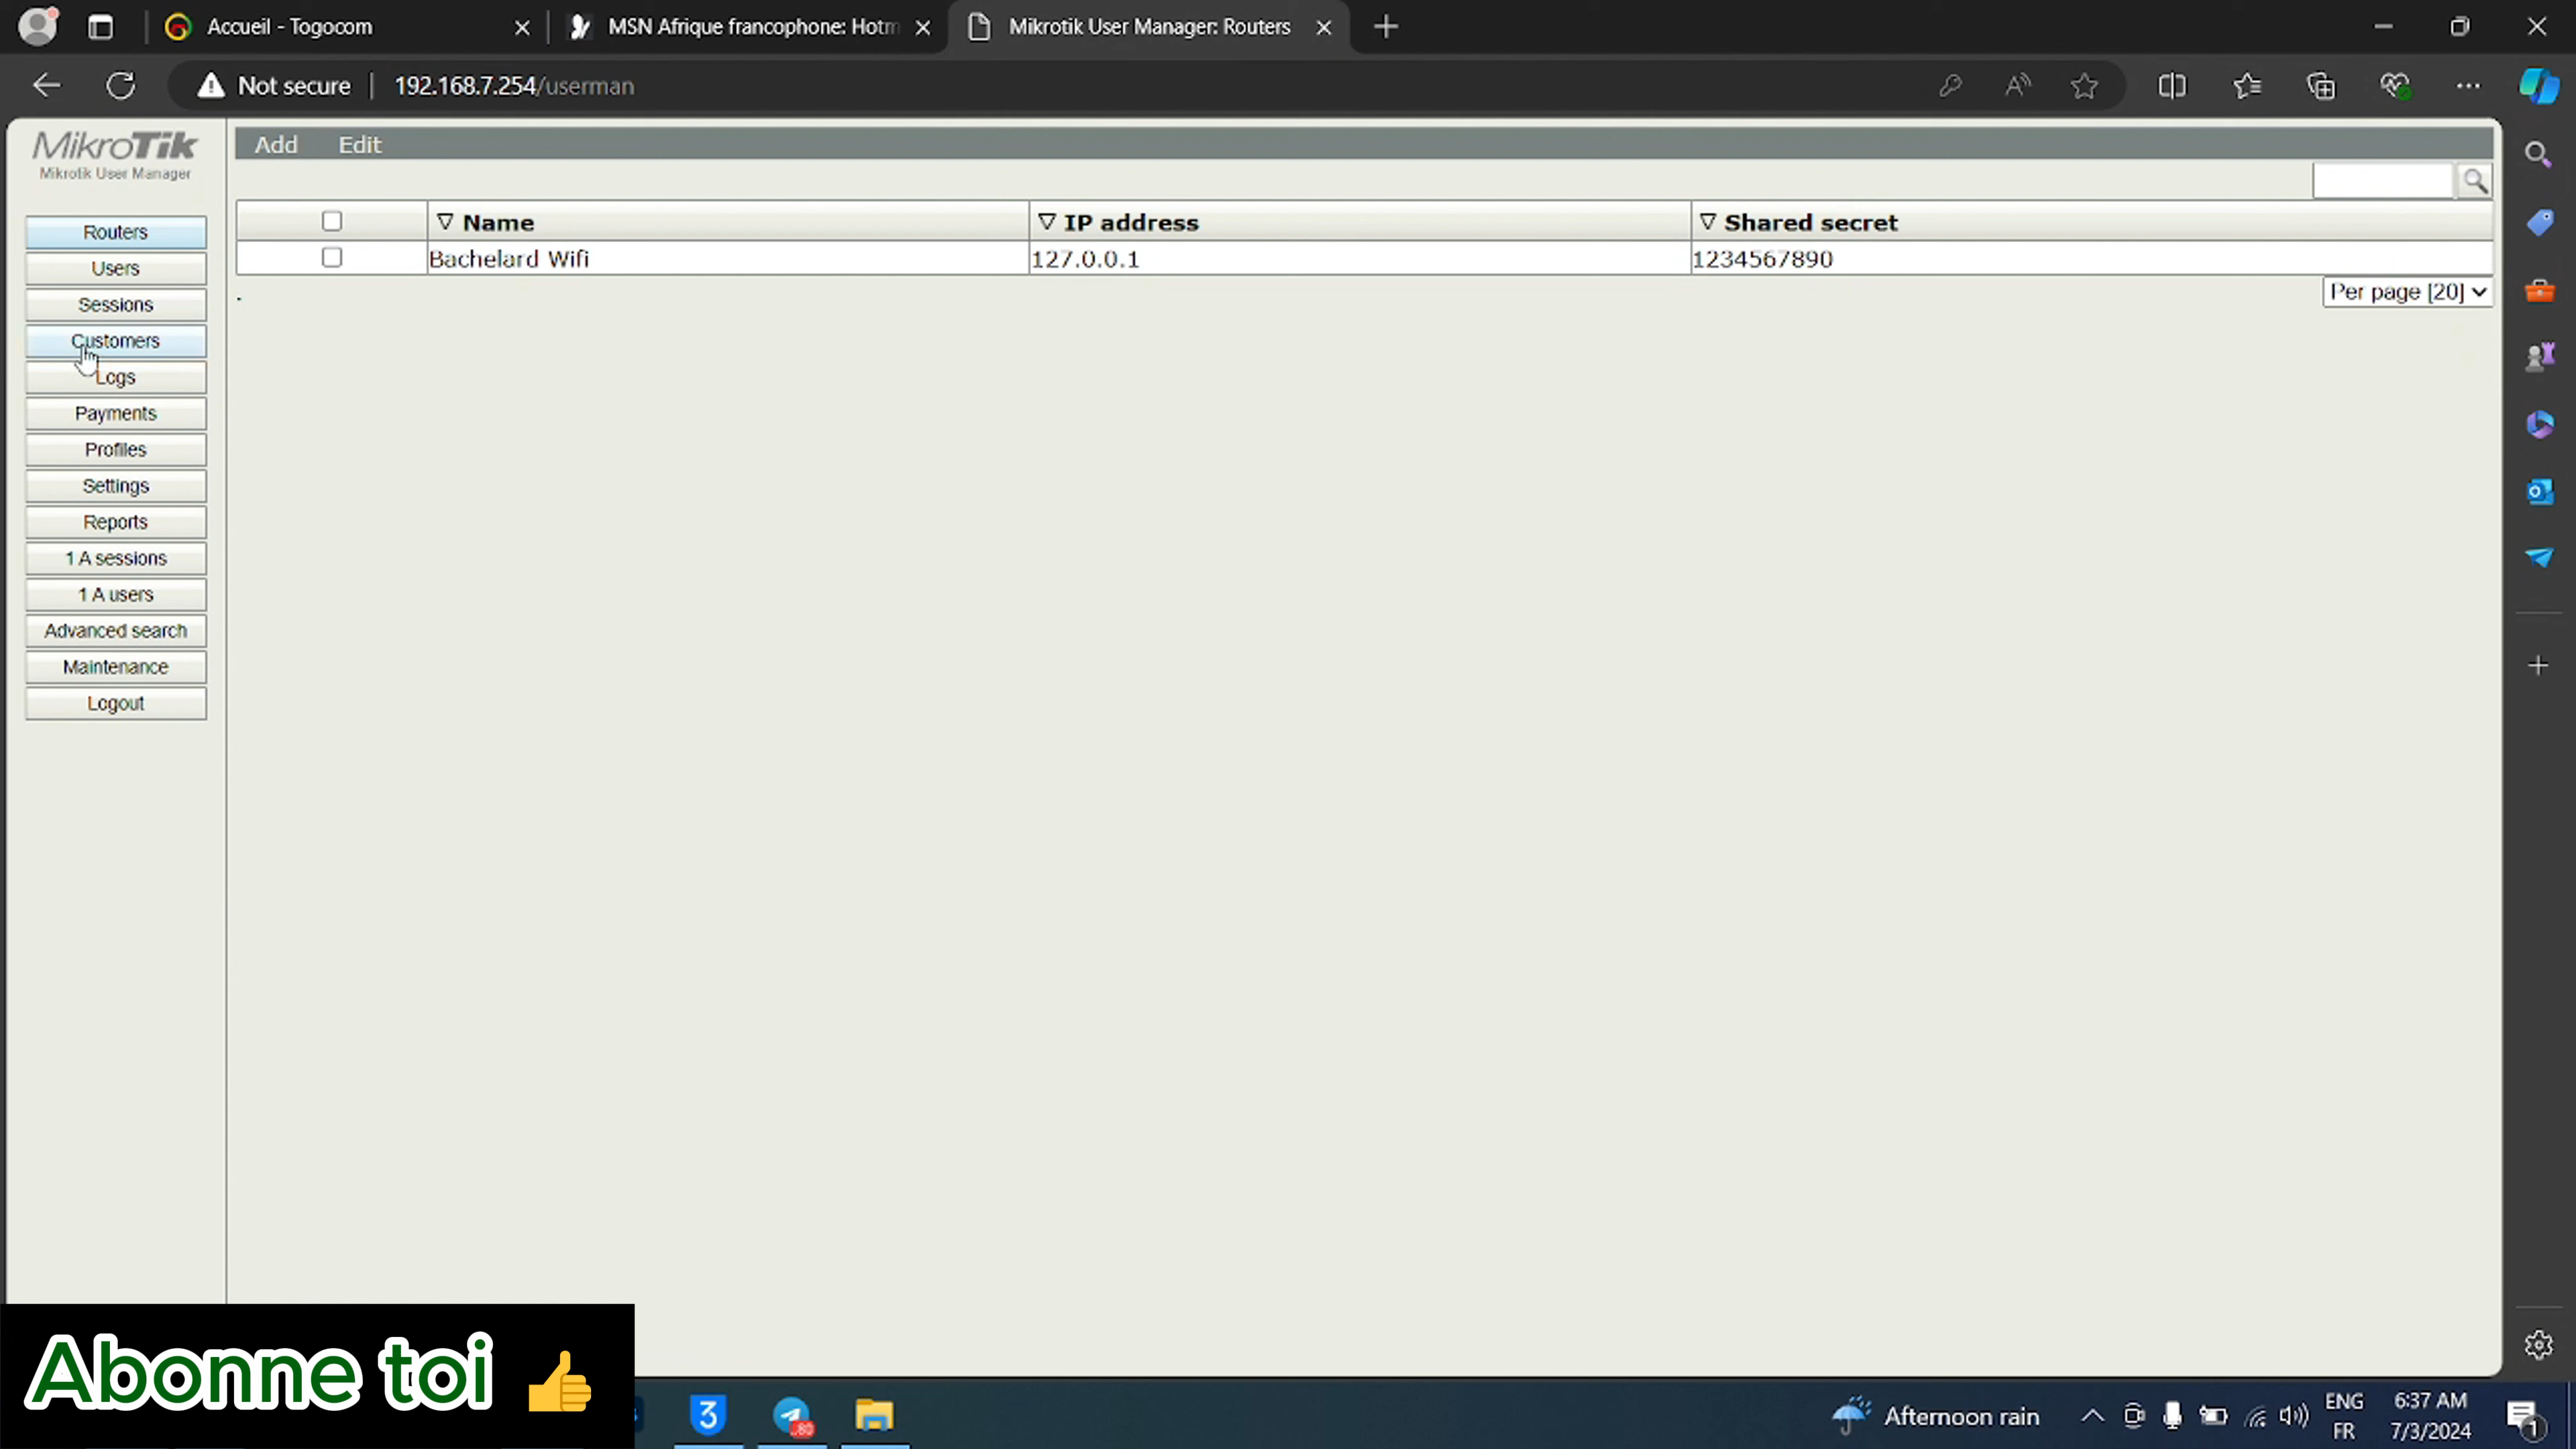 Accueil - Togocom
MSN Afrique francophone: Hotm
Mikrotik User Manager: Routers
Not secure
192.168.7.254/userman
MikroTik
Mikrotik User Manager
Add Edit
Routers
Users
Sessions
Customers
Logs
Payments
Profiles
Settings
Reports
1 A sessions
1 A users
Advanced search
Maintenance
Logout
Name IP address Shared secret
Bachelard Wifi 127.0.0.1 1234567890
Per page [20]
Abonne toi
3
80
Afternoon rain
ENG
FR
6:37 AM
7/3/2024
1